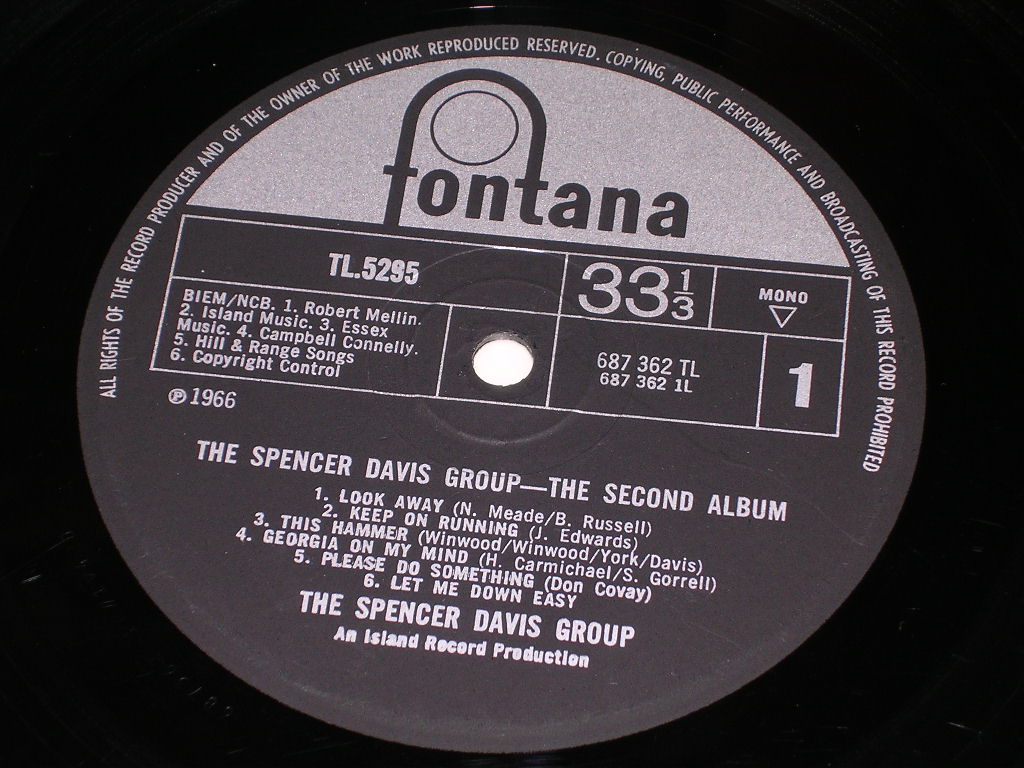 ALL RIGHTS OF THE RECORD PRODUCER AND OF THE OWNER OF THE WORK REPRODUCED RESERVED. COPYING, PUBLIC PERFORMANCE AND BROADCASTING OF THIS RECORD PROHIBITED
fontana
TL.5295
33 1/3
MONO
BIEM/NCB. 1. Robert Mellin.
2. Island Music. 3. Essex
Music. 4. Campbell Connelly.
5. Hill & Range Songs
6. Copyright Control
687 362 TL
687 362 1L
1
℗ 1966
THE SPENCER DAVIS GROUP—THE SECOND ALBUM
1. LOOK AWAY (N. Meade/B. Russell)
2. KEEP ON RUNNING (J. Edwards)
3. THIS HAMMER (Winwood/Winwood/York/Davis)
4. GEORGIA ON MY MIND (H. Carmichael/S. Gorrell)
5. PLEASE DO SOMETHING (Don Covay)
6. LET ME DOWN EASY
THE SPENCER DAVIS GROUP
An Island Record Production